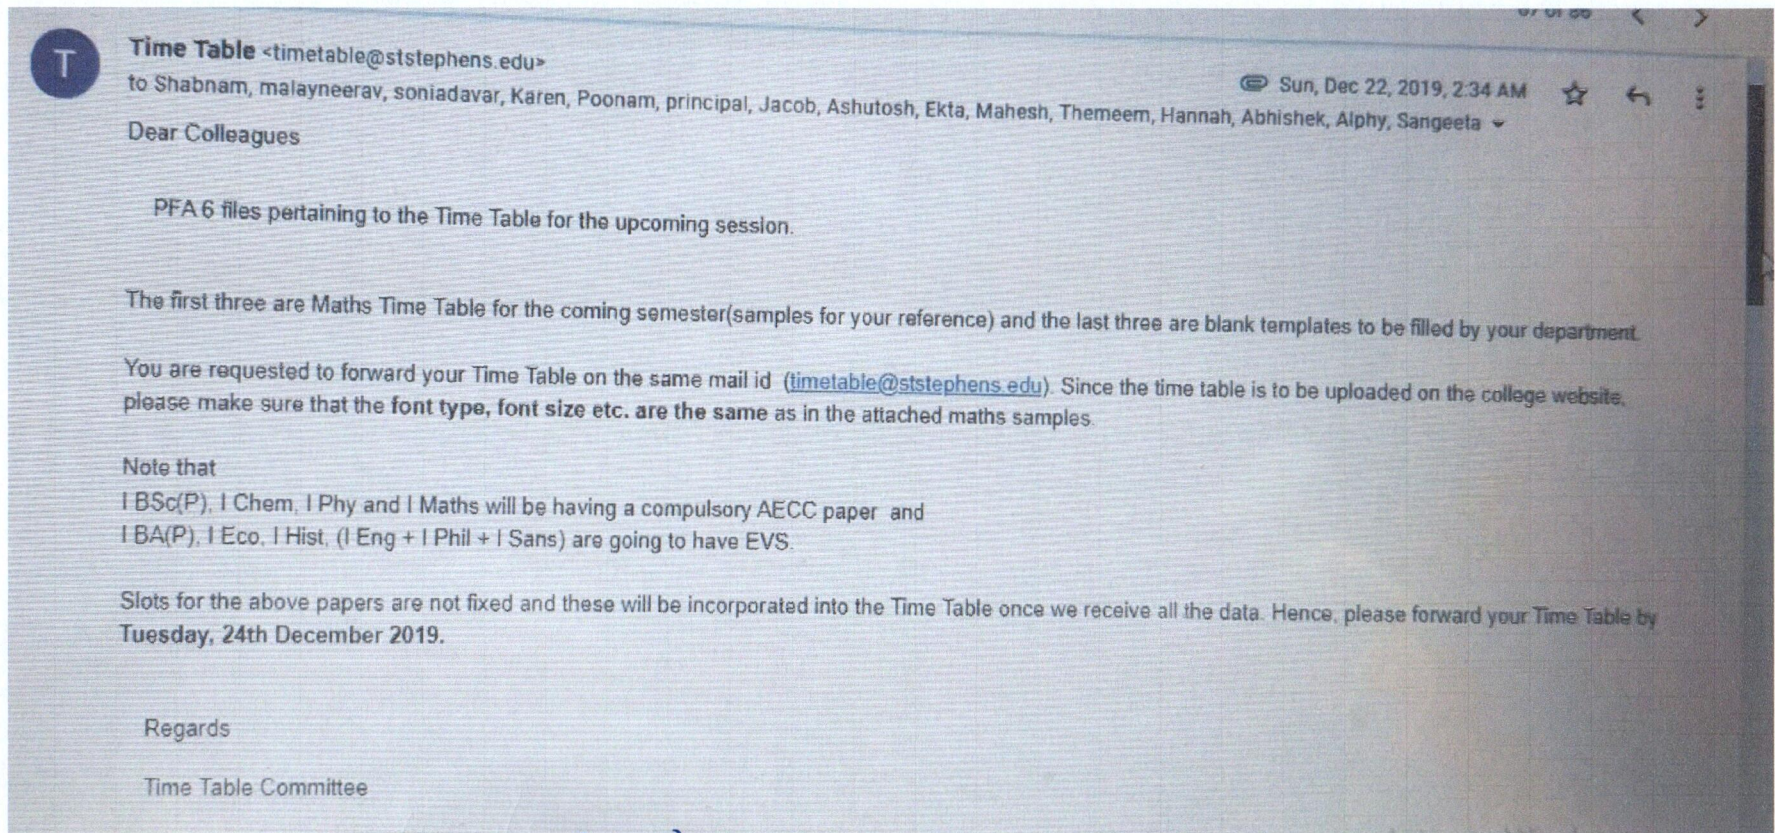 T
Time Table <timetable@ststephens.edu>
Sun, Dec 22, 2019, 2:34 AM
to Shabnam, malayneerav, soniadavar, Karen, Poonam, principal, Jacob, Ashutosh, Ekta, Mahesh, Themeem, Hannah, Abhishek, Alphy, Sangeeta
Dear Colleagues
PFA 6 files pertaining to the Time Table for the upcoming session.
The first three are Maths Time Table for the coming semester(samples for your reference) and the last three are blank templates to be filled by your department.
You are requested to forward your Time Table on the same mail id (timetable@ststephens.edu). Since the time table is to be uploaded on the college website,
please make sure that the font type, font size etc. are the same as in the attached maths samples.
Note that
I BSc(P), I Chem, I Phy and I Maths will be having a compulsory AECC paper and
I BA(P), I Eco, I Hist, (I Eng + I Phil + I Sans) are going to have EVS.
Slots for the above papers are not fixed and these will be incorporated into the Time Table once we receive all the data. Hence, please forward your Time Table by
Tuesday, 24th December 2019.
Regards
Time Table Committee